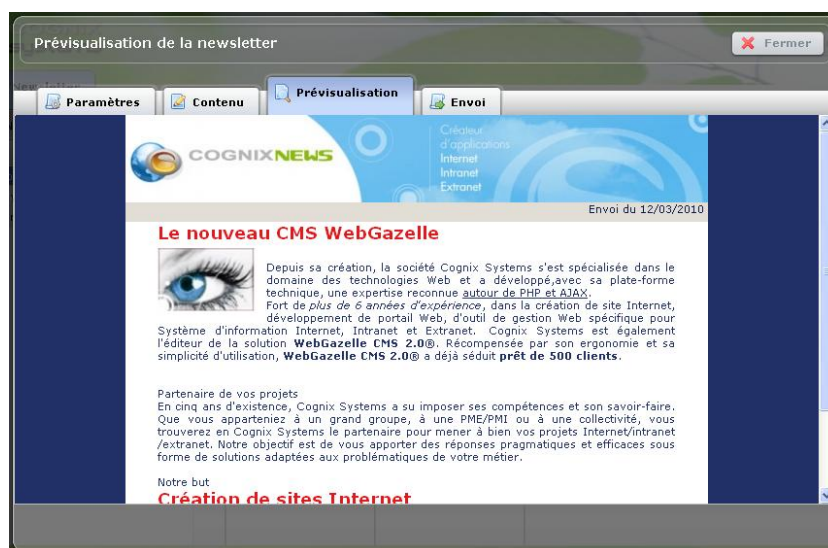 Prévisualisation de la newsletter
Fermer
Paramètres
Contenu
Prévisualisation
Envoi
COGNIXNEWS
Créateur
d'applications
Internet
Intranet
Extranet
Envoi du 12/03/2010
Le nouveau CMS WebGazelle
Depuis sa création, la société Cognix Systems s'est spécialisée dans le
domaine des technologies Web et a développé,avec sa plate-forme
technique, une expertise reconnue autour de PHP et AJAX.
Fort de plus de 6 années d'expérience, dans la création de site Internet,
développement de portail Web, d'outil de gestion Web spécifique pour
Système d'information Internet, Intranet et Extranet. Cognix Systems est également
l'éditeur de la solution WebGazelle CMS 2.0®. Récompensée par son ergonomie et sa
simplicité d'utilisation, WebGazelle CMS 2.0® a déjà séduit prêt de 500 clients.
Partenaire de vos projets
En cinq ans d'existence, Cognix Systems a su imposer ses compétences et son savoir-faire.
Que vous apparteniez à un grand groupe, à une PME/PMI ou à une collectivité, vous
trouverez en Cognix Systems le partenaire pour mener à bien vos projets Internet/intranet
/extranet. Notre objectif est de vous apporter des réponses pragmatiques et efficaces sous
forme de solutions adaptées aux problématiques de votre métier.
Notre but
Création de sites Internet